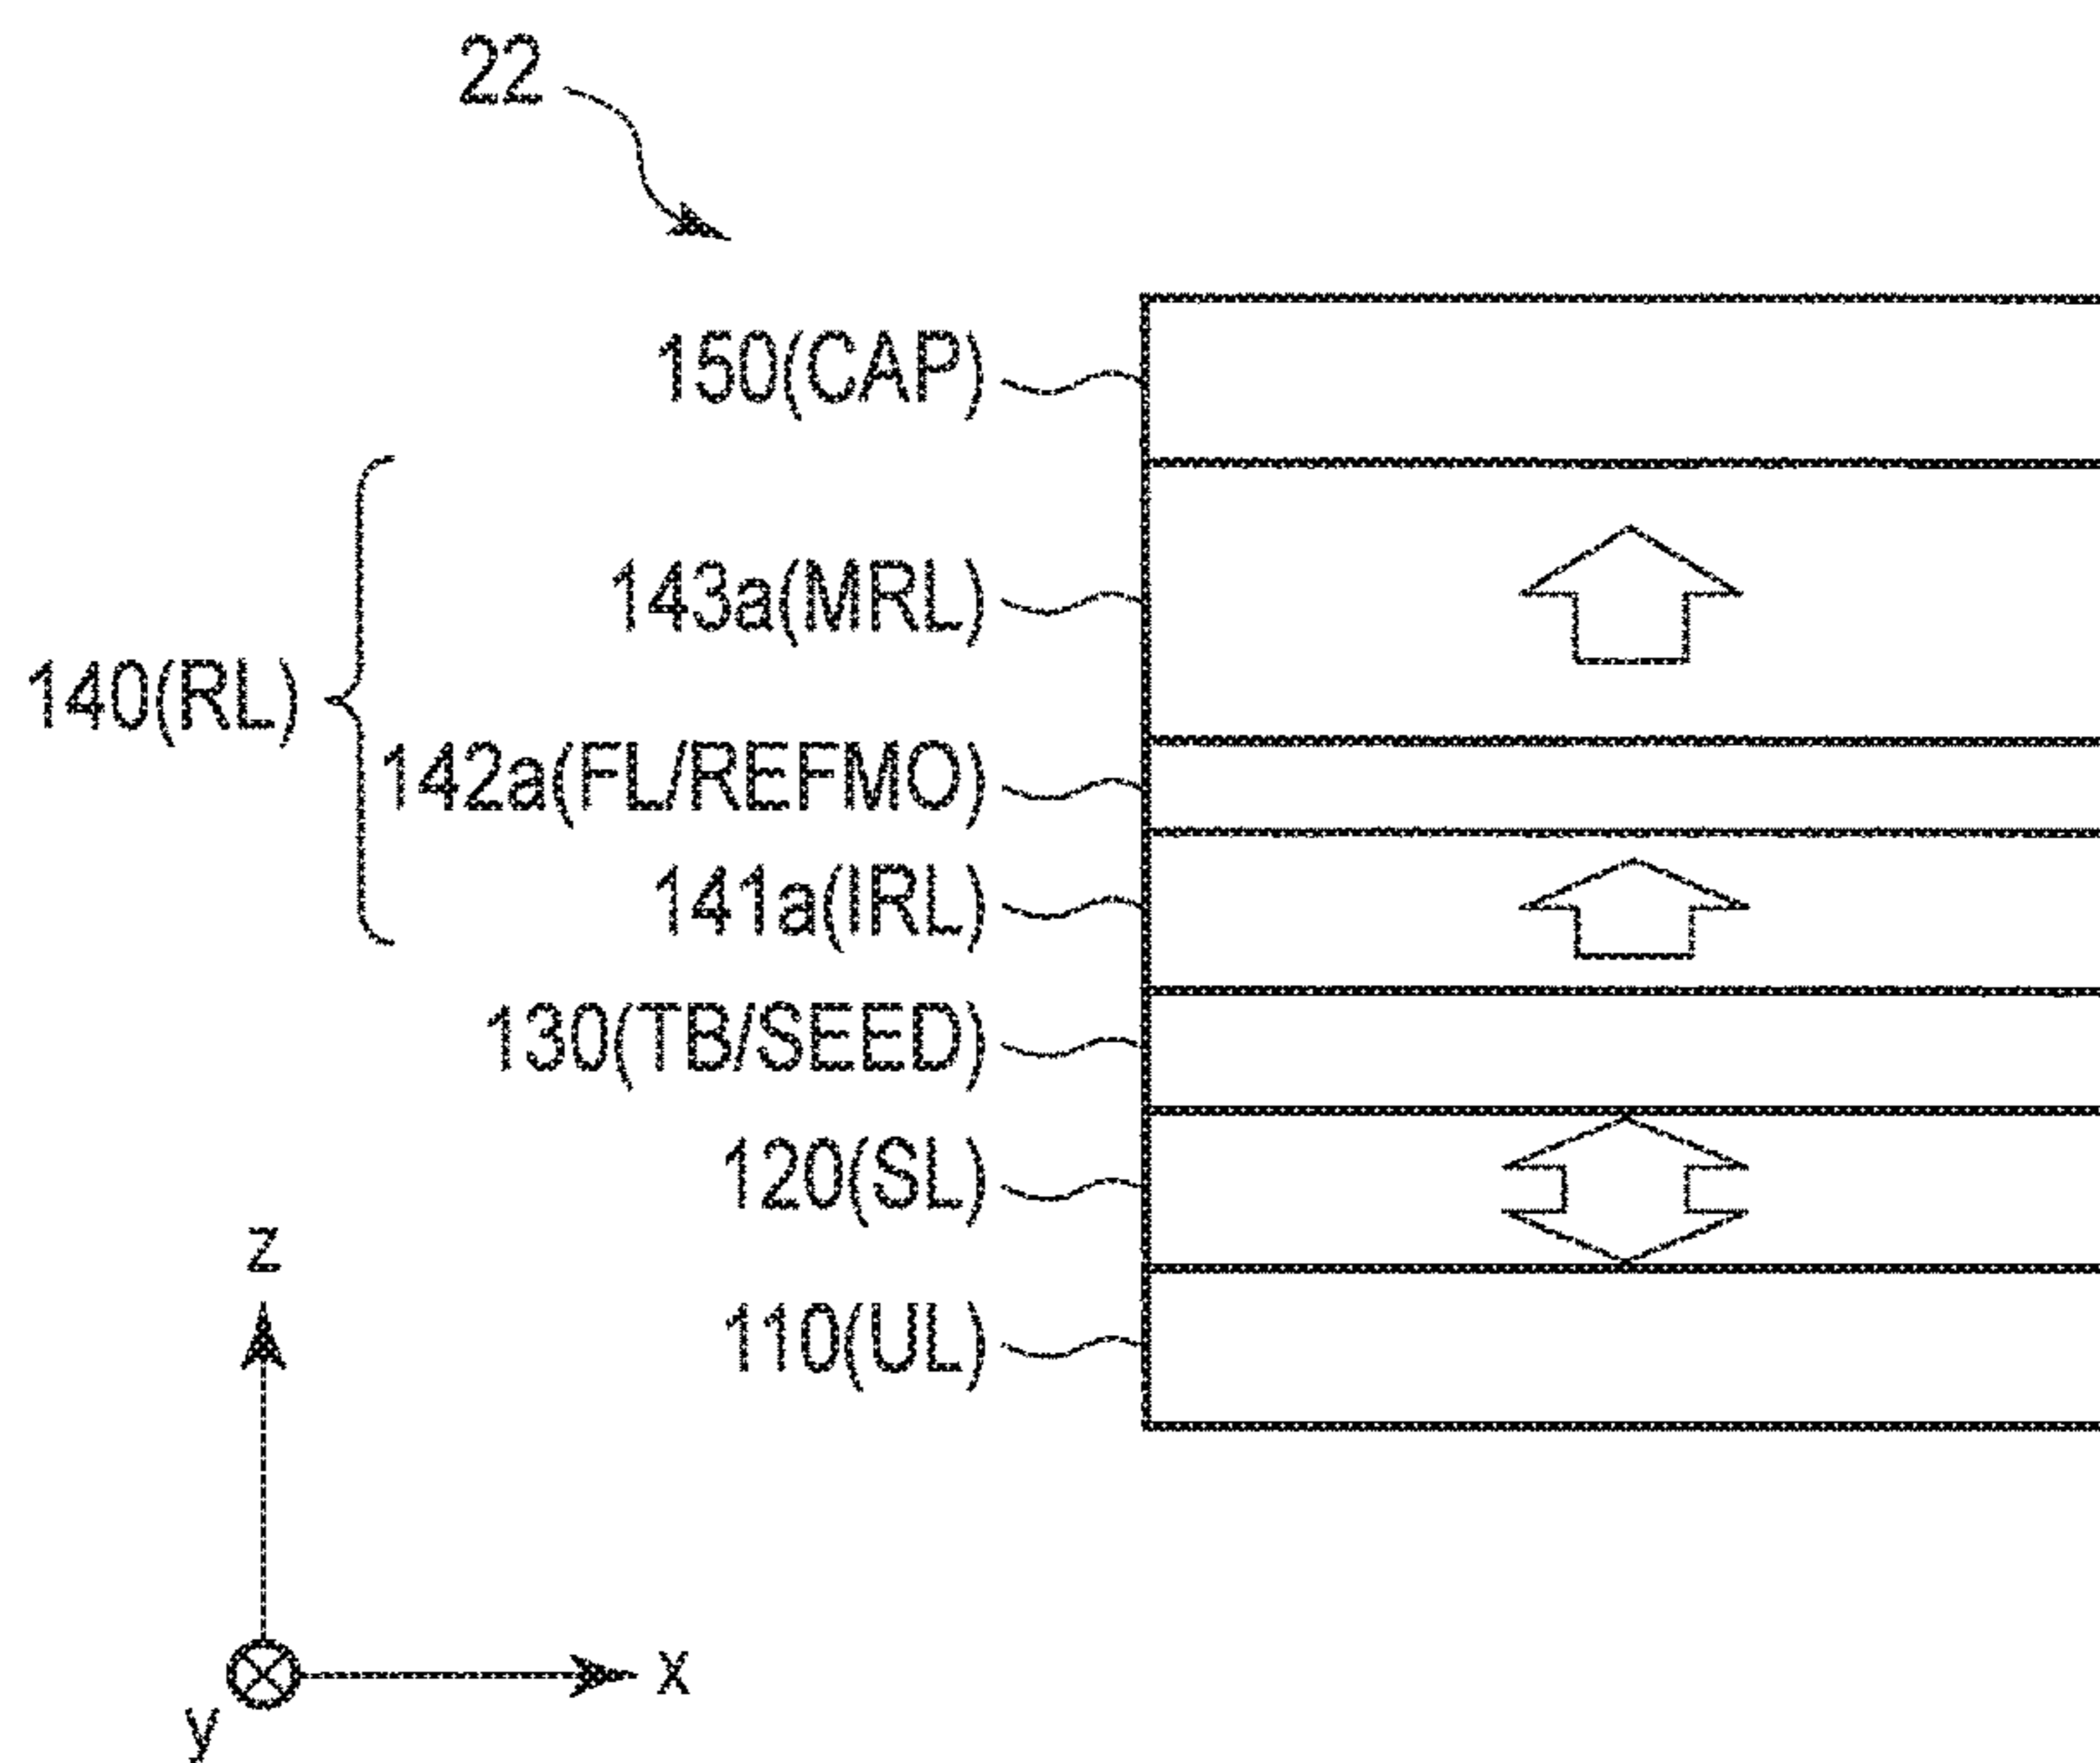 22
150(CAP)
143a(MRL)
140(RL)
142a(FL/REFMO)
141a(IRL)
130(TB/SEED)
120(SL)
z
110(UL)
x
y